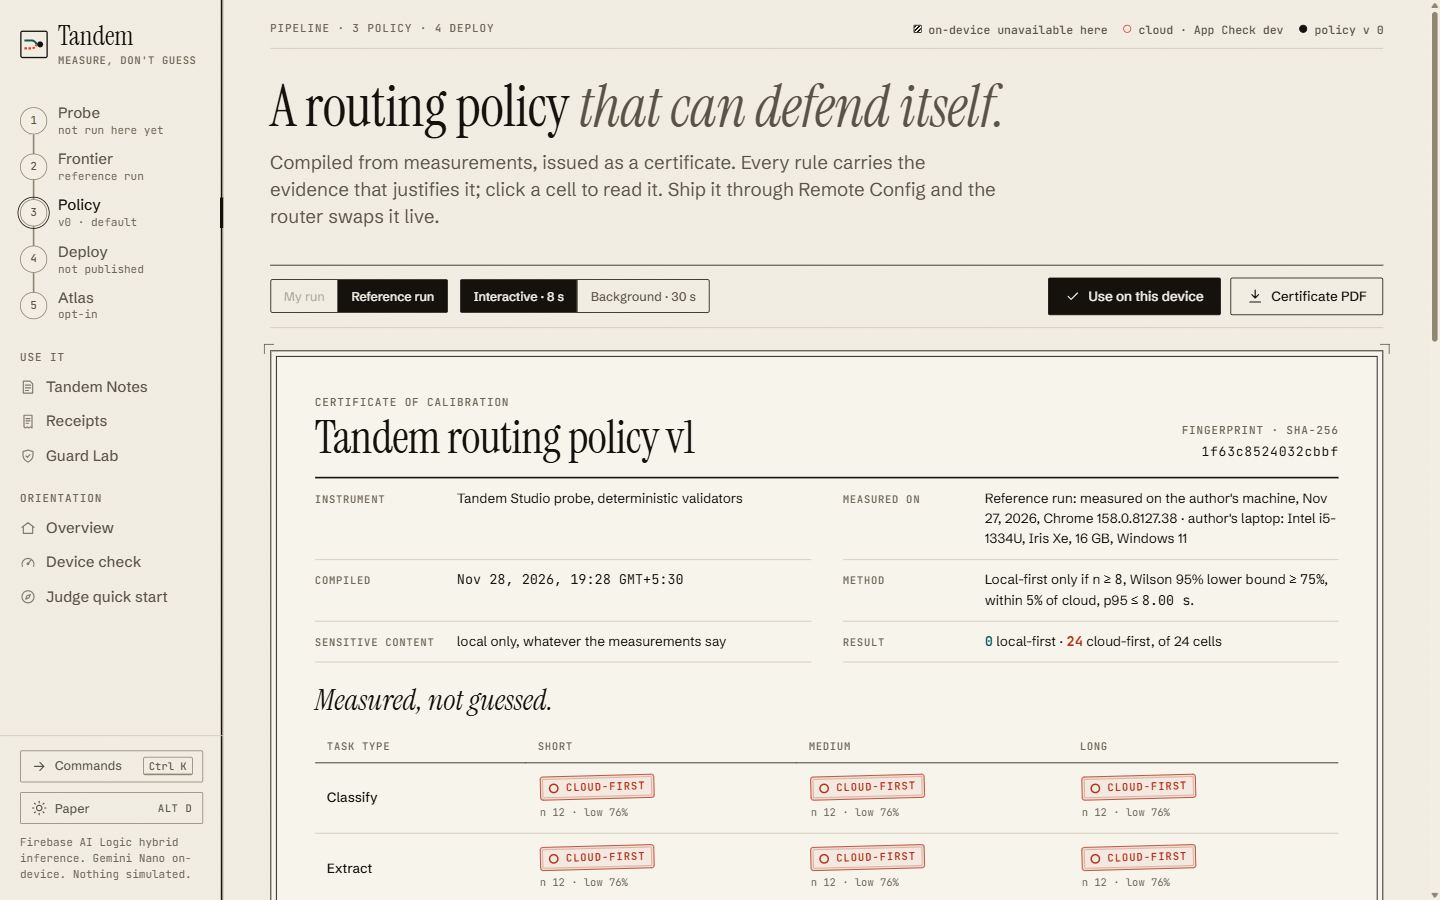 Tandem
MEASURE, DON'T GUESS
1 Probe
not run here yet
2 Frontier
reference run
3 Policy
v0 · default
4 Deploy
not published
5 Atlas
opt-in
USE IT
Tandem Notes
Receipts
Guard Lab
ORIENTATION
Overview
Device check
Judge quick start
Commands Ctrl K
Paper ALT D
Firebase AI Logic hybrid
inference. Gemini Nano on-
device. Nothing simulated.
PIPELINE · 3 POLICY · 4 DEPLOY
on-device unavailable here cloud · App Check dev policy v 0
A routing policy that can defend itself.
Compiled from measurements, issued as a certificate. Every rule carries the
evidence that justifies it; click a cell to read it. Ship it through Remote Config and the
router swaps it live.
My run Reference run Interactive · 8 s Background · 30 s Use on this device Certificate PDF
CERTIFICATE OF CALIBRATION
Tandem routing policy v1
FINGERPRINT · SHA-256
1f63c8524032cbbf
INSTRUMENT Tandem Studio probe, deterministic validators
MEASURED ON Reference run: measured on the author's machine, Nov
27, 2026, Chrome 158.0.8127.38 · author's laptop: Intel i5-
1334U, Iris Xe, 16 GB, Windows 11
COMPILED Nov 28, 2026, 19:28 GMT+5:30
METHOD Local-first only if n ≥ 8, Wilson 95% lower bound ≥ 75%,
within 5% of cloud, p95 ≤ 8.00 s.
SENSITIVE CONTENT local only, whatever the measurements say
RESULT 0 local-first · 24 cloud-first, of 24 cells
Measured, not guessed.
TASK TYPE SHORT MEDIUM LONG
Classify CLOUD-FIRST CLOUD-FIRST CLOUD-FIRST
n 12 · low 76% n 12 · low 76% n 12 · low 76%
Extract CLOUD-FIRST CLOUD-FIRST CLOUD-FIRST
n 12 · low 76% n 12 · low 76% n 12 · low 76%